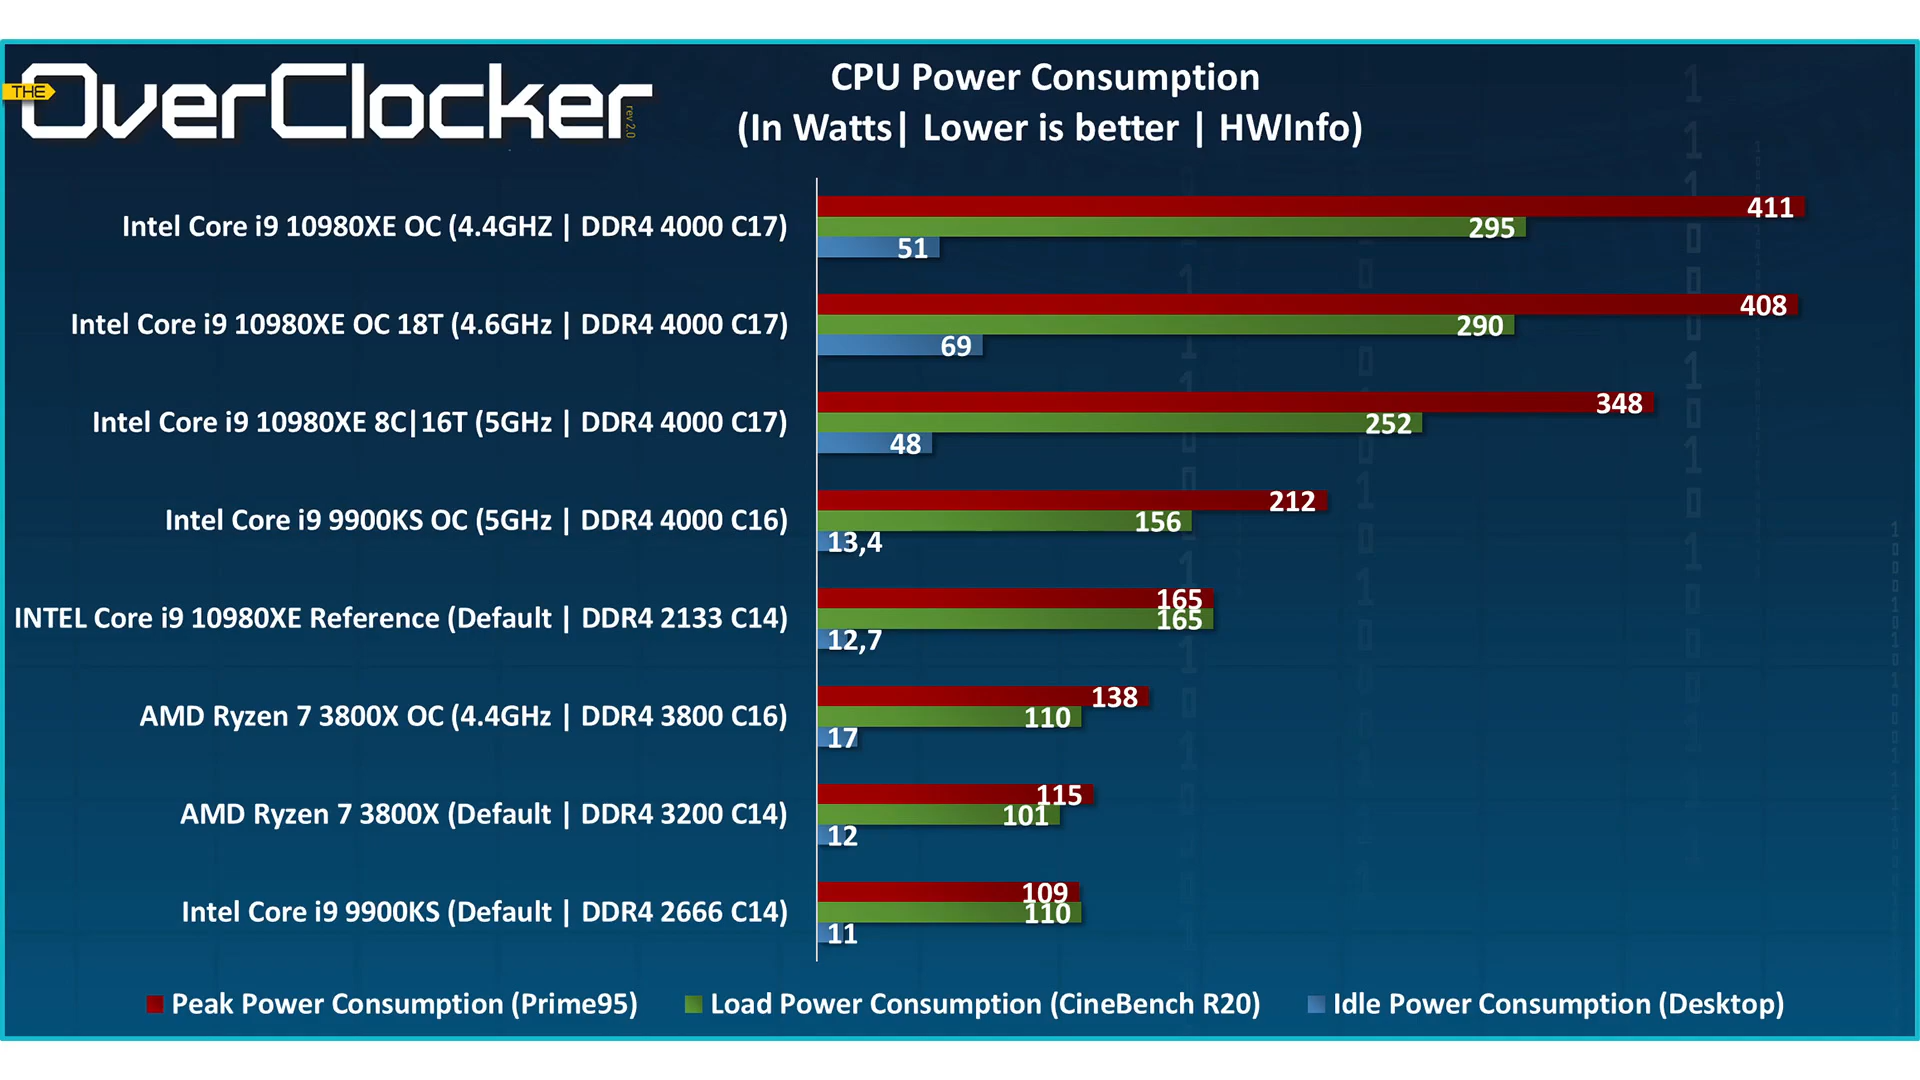 THE OverClocker rev 2.0
CPU Power Consumption
(In Watts| Lower is better | HWInfo)
Intel Core i9 10980XE OC (4.4GHZ | DDR4 4000 C17)
411
295
51
Intel Core i9 10980XE OC 18T (4.6GHz | DDR4 4000 C17)
408
290
69
Intel Core i9 10980XE 8C|16T (5GHz | DDR4 4000 C17)
348
252
48
Intel Core i9 9900KS OC (5GHz | DDR4 4000 C16)
212
156
13,4
INTEL Core i9 10980XE Reference (Default | DDR4 2133 C14)
165
165
12,7
AMD Ryzen 7 3800X OC (4.4GHz | DDR4 3800 C16)
138
110
17
AMD Ryzen 7 3800X (Default | DDR4 3200 C14)
115
101
12
Intel Core i9 9900KS (Default | DDR4 2666 C14)
109
110
11
Peak Power Consumption (Prime95)
Load Power Consumption (CineBench R20)
Idle Power Consumption (Desktop)